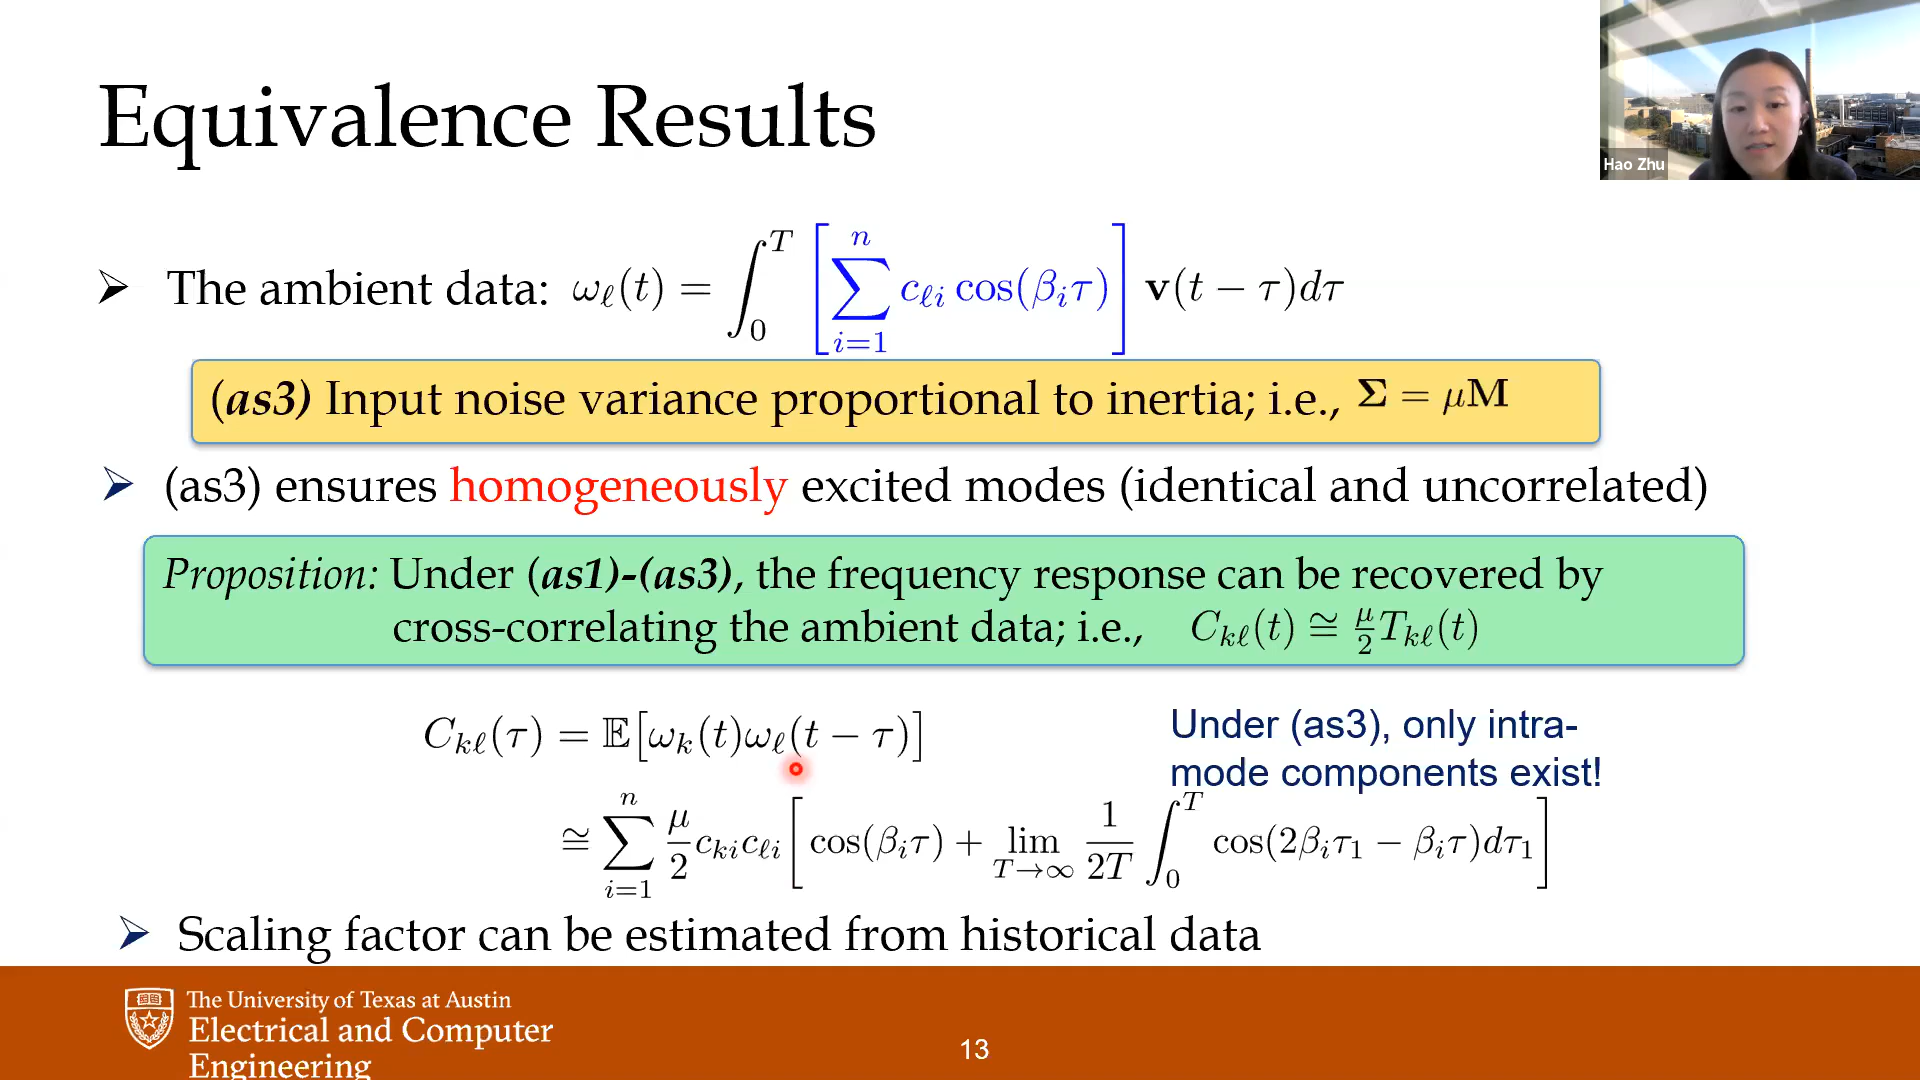 Equivalence Results
Hao Zhu
➢ The ambient data: ωℓ(t) = ∫₀ᵀ [∑ᵢ₌₁ⁿ cℓᵢ cos(βᵢτ)] v(t − τ)dτ
(as3) Input noise variance proportional to inertia; i.e., Σ = μM
➢ (as3) ensures homogeneously excited modes (identical and uncorrelated)
Proposition: Under (as1)-(as3), the frequency response can be recovered by
cross-correlating the ambient data; i.e., Cₖℓ(t) ≅ μ/2 Tₖℓ(t)
Cₖℓ(τ) = 𝔼[ωₖ(t)ωℓ(t − τ)]
Under (as3), only intra-
mode components exist!
≅ ∑ᵢ₌₁ⁿ μ/2 cₖᵢcℓᵢ[cos(βᵢτ) + lim T→∞ 1/2T ∫₀ᵀ cos(2βᵢτ₁ − βᵢτ)dτ₁]
➢ Scaling factor can be estimated from historical data
The University of Texas at Austin
Electrical and Computer
Engineering
13